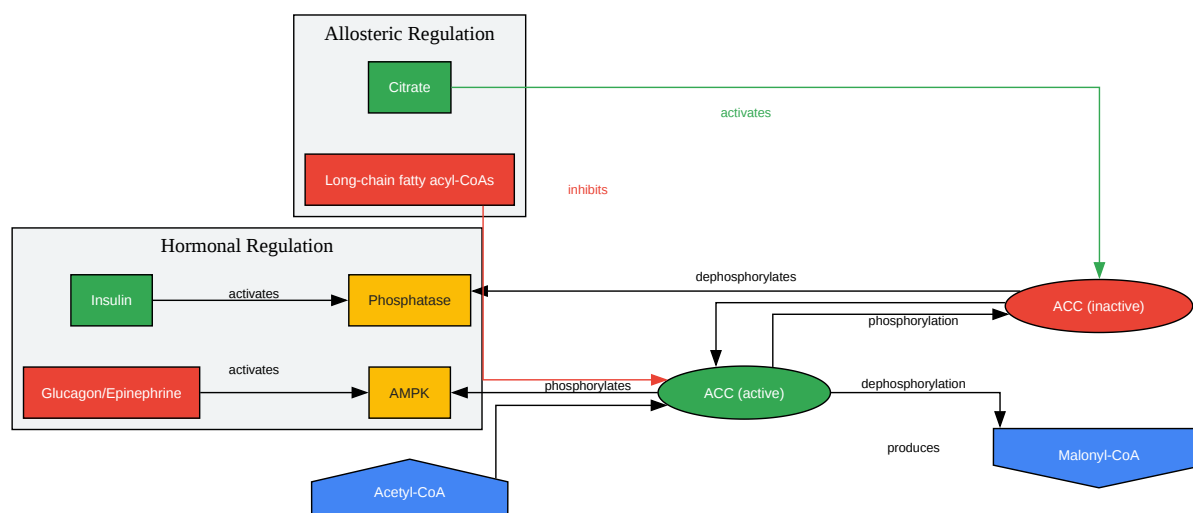 Allosteric Regulation
Citrate
activates
Long-chain fatty acyl-CoAs
inhibits
Hormonal Regulation
Insulin
activates
Phosphatase
dephosphorylates
ACC (inactive)
phosphorylation
Glucagon/Epinephrine
activates
AMPK
phosphorylates
ACC (active)
dephosphorylation
produces
Malonyl-CoA
Acetyl-CoA